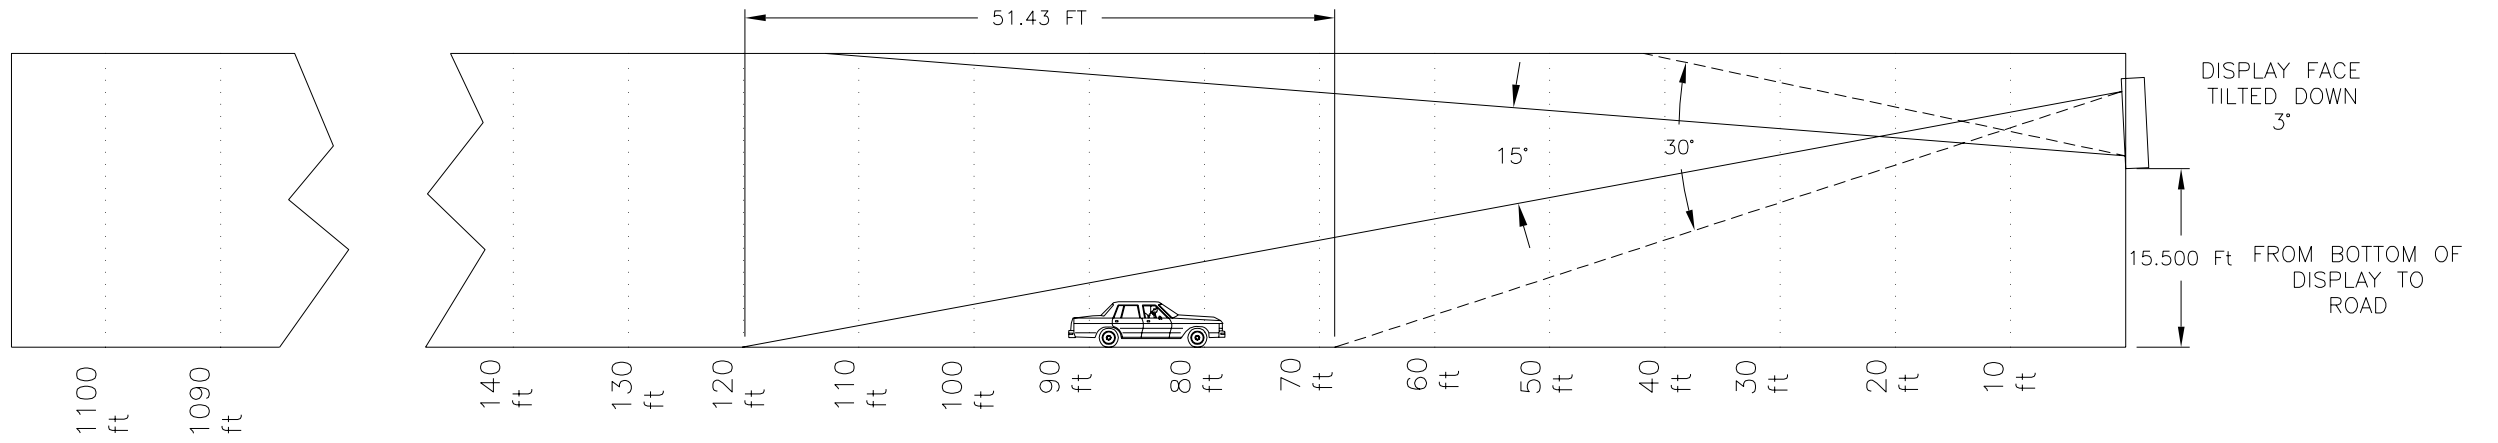 51.43 FT
DISPLAY FACE
TILTED DOWN
3°
15°
30°
15.500 Ft
FROM BOTTOM OF
DISPLAY TO
ROAD
1100
ft
1090
ft
140
ft
130
ft
120
ft
110
ft
100
ft
90
ft
80
ft
70
ft
60
ft
50
ft
40
ft
30
ft
20
ft
10
ft